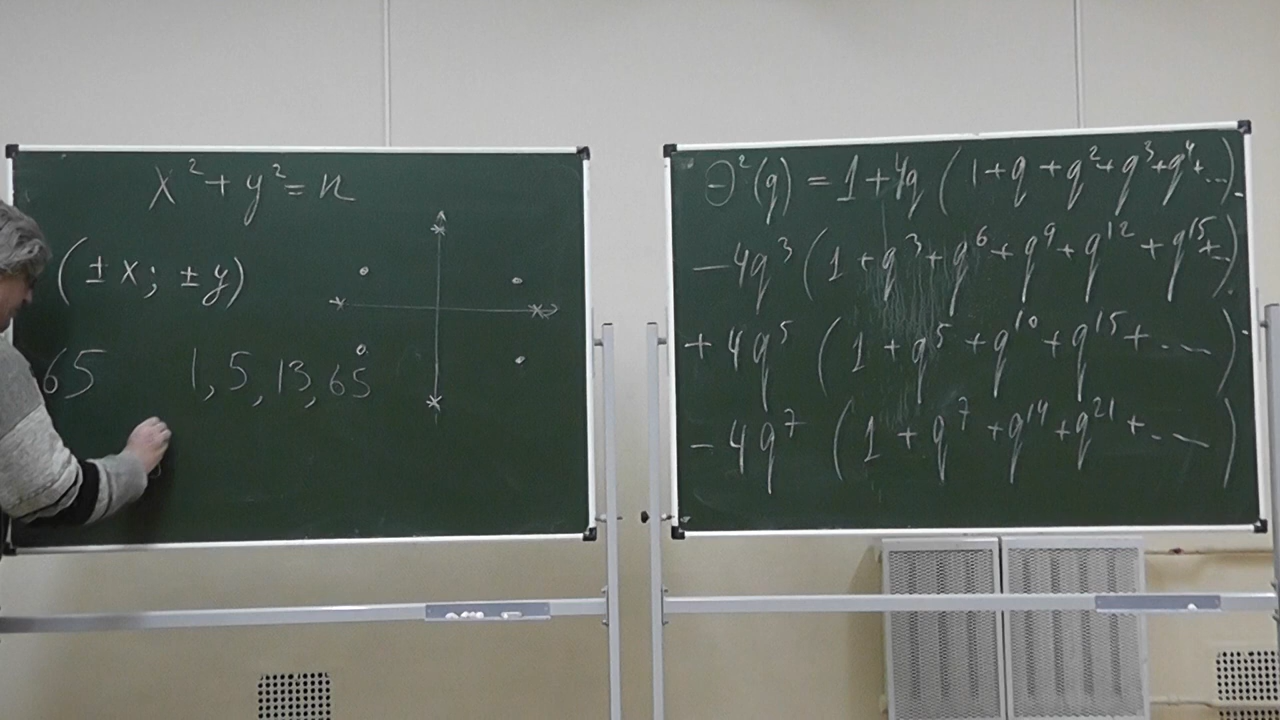 x² + y² = n
(± x ; ± y)
65 1, 5, 13, 65
Θ²(q) = 1 + 4q (1 + q + q² + q³ + q⁴ + ...)
− 4q³ (1 + q³ + q⁶ + q⁹ + q¹² + q¹⁵ + ...)
+ 4q⁵ (1 + q⁵ + q¹⁰ + q¹⁵ + ...)
− 4q⁷ (1 + q⁷ + q¹⁴ + q²¹ + ...)